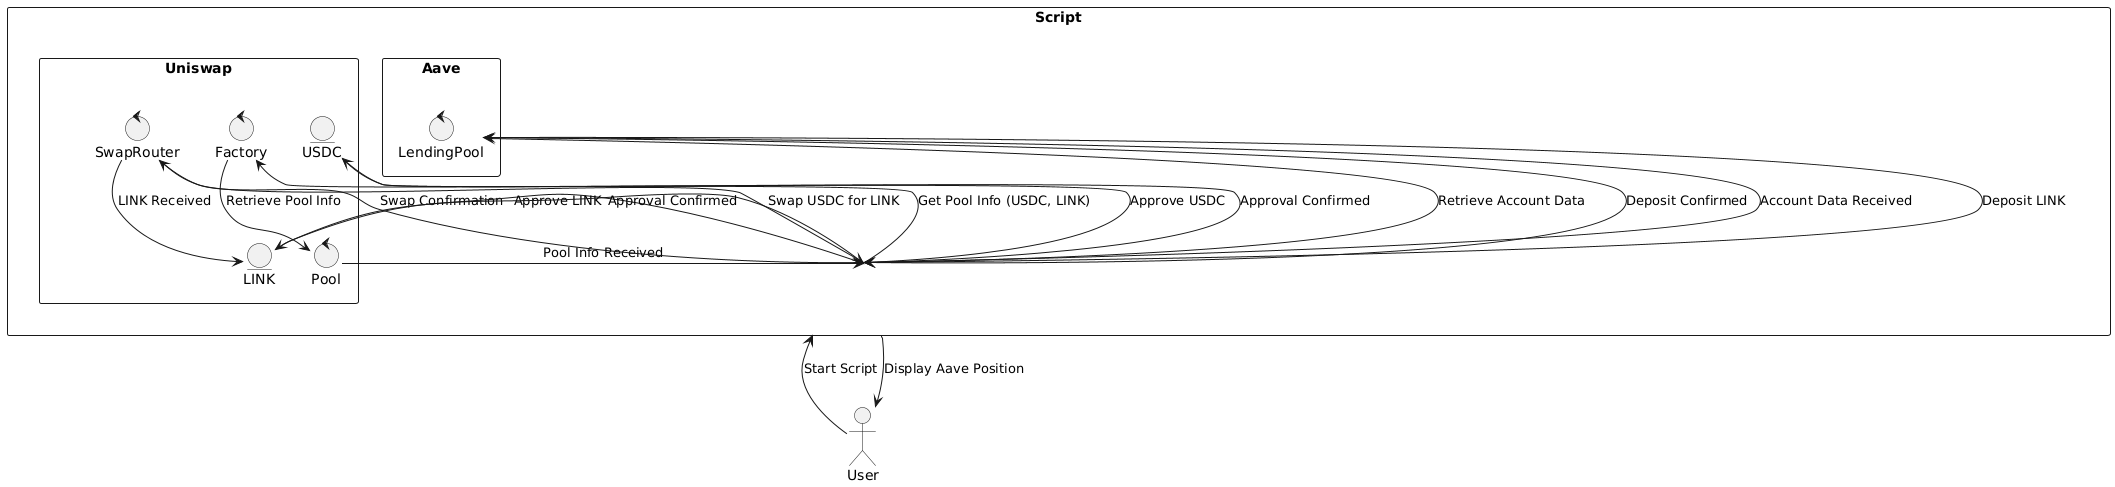 Script
Uniswap
Aave
SwapRouter
Factory
USDC
LendingPool
LINK Received
Retrieve Pool Info
Swap Confirmation
Approve LINK
Approval Confirmed
Swap USDC for LINK
Get Pool Info (USDC, LINK)
Approve USDC
Approval Confirmed
Retrieve Account Data
Deposit Confirmed
Account Data Received
Deposit LINK
Pool Info Received
LINK
Pool
Start Script
Display Aave Position
User